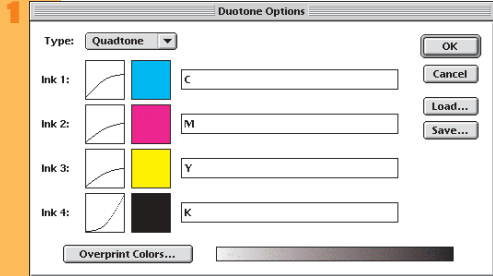 1
Duotone Options
Type: Quadtone
OK
Ink 1: C
Cancel
Load...
Ink 2: M
Save...
Ink 3: Y
Ink 4: K
Overprint Colors...